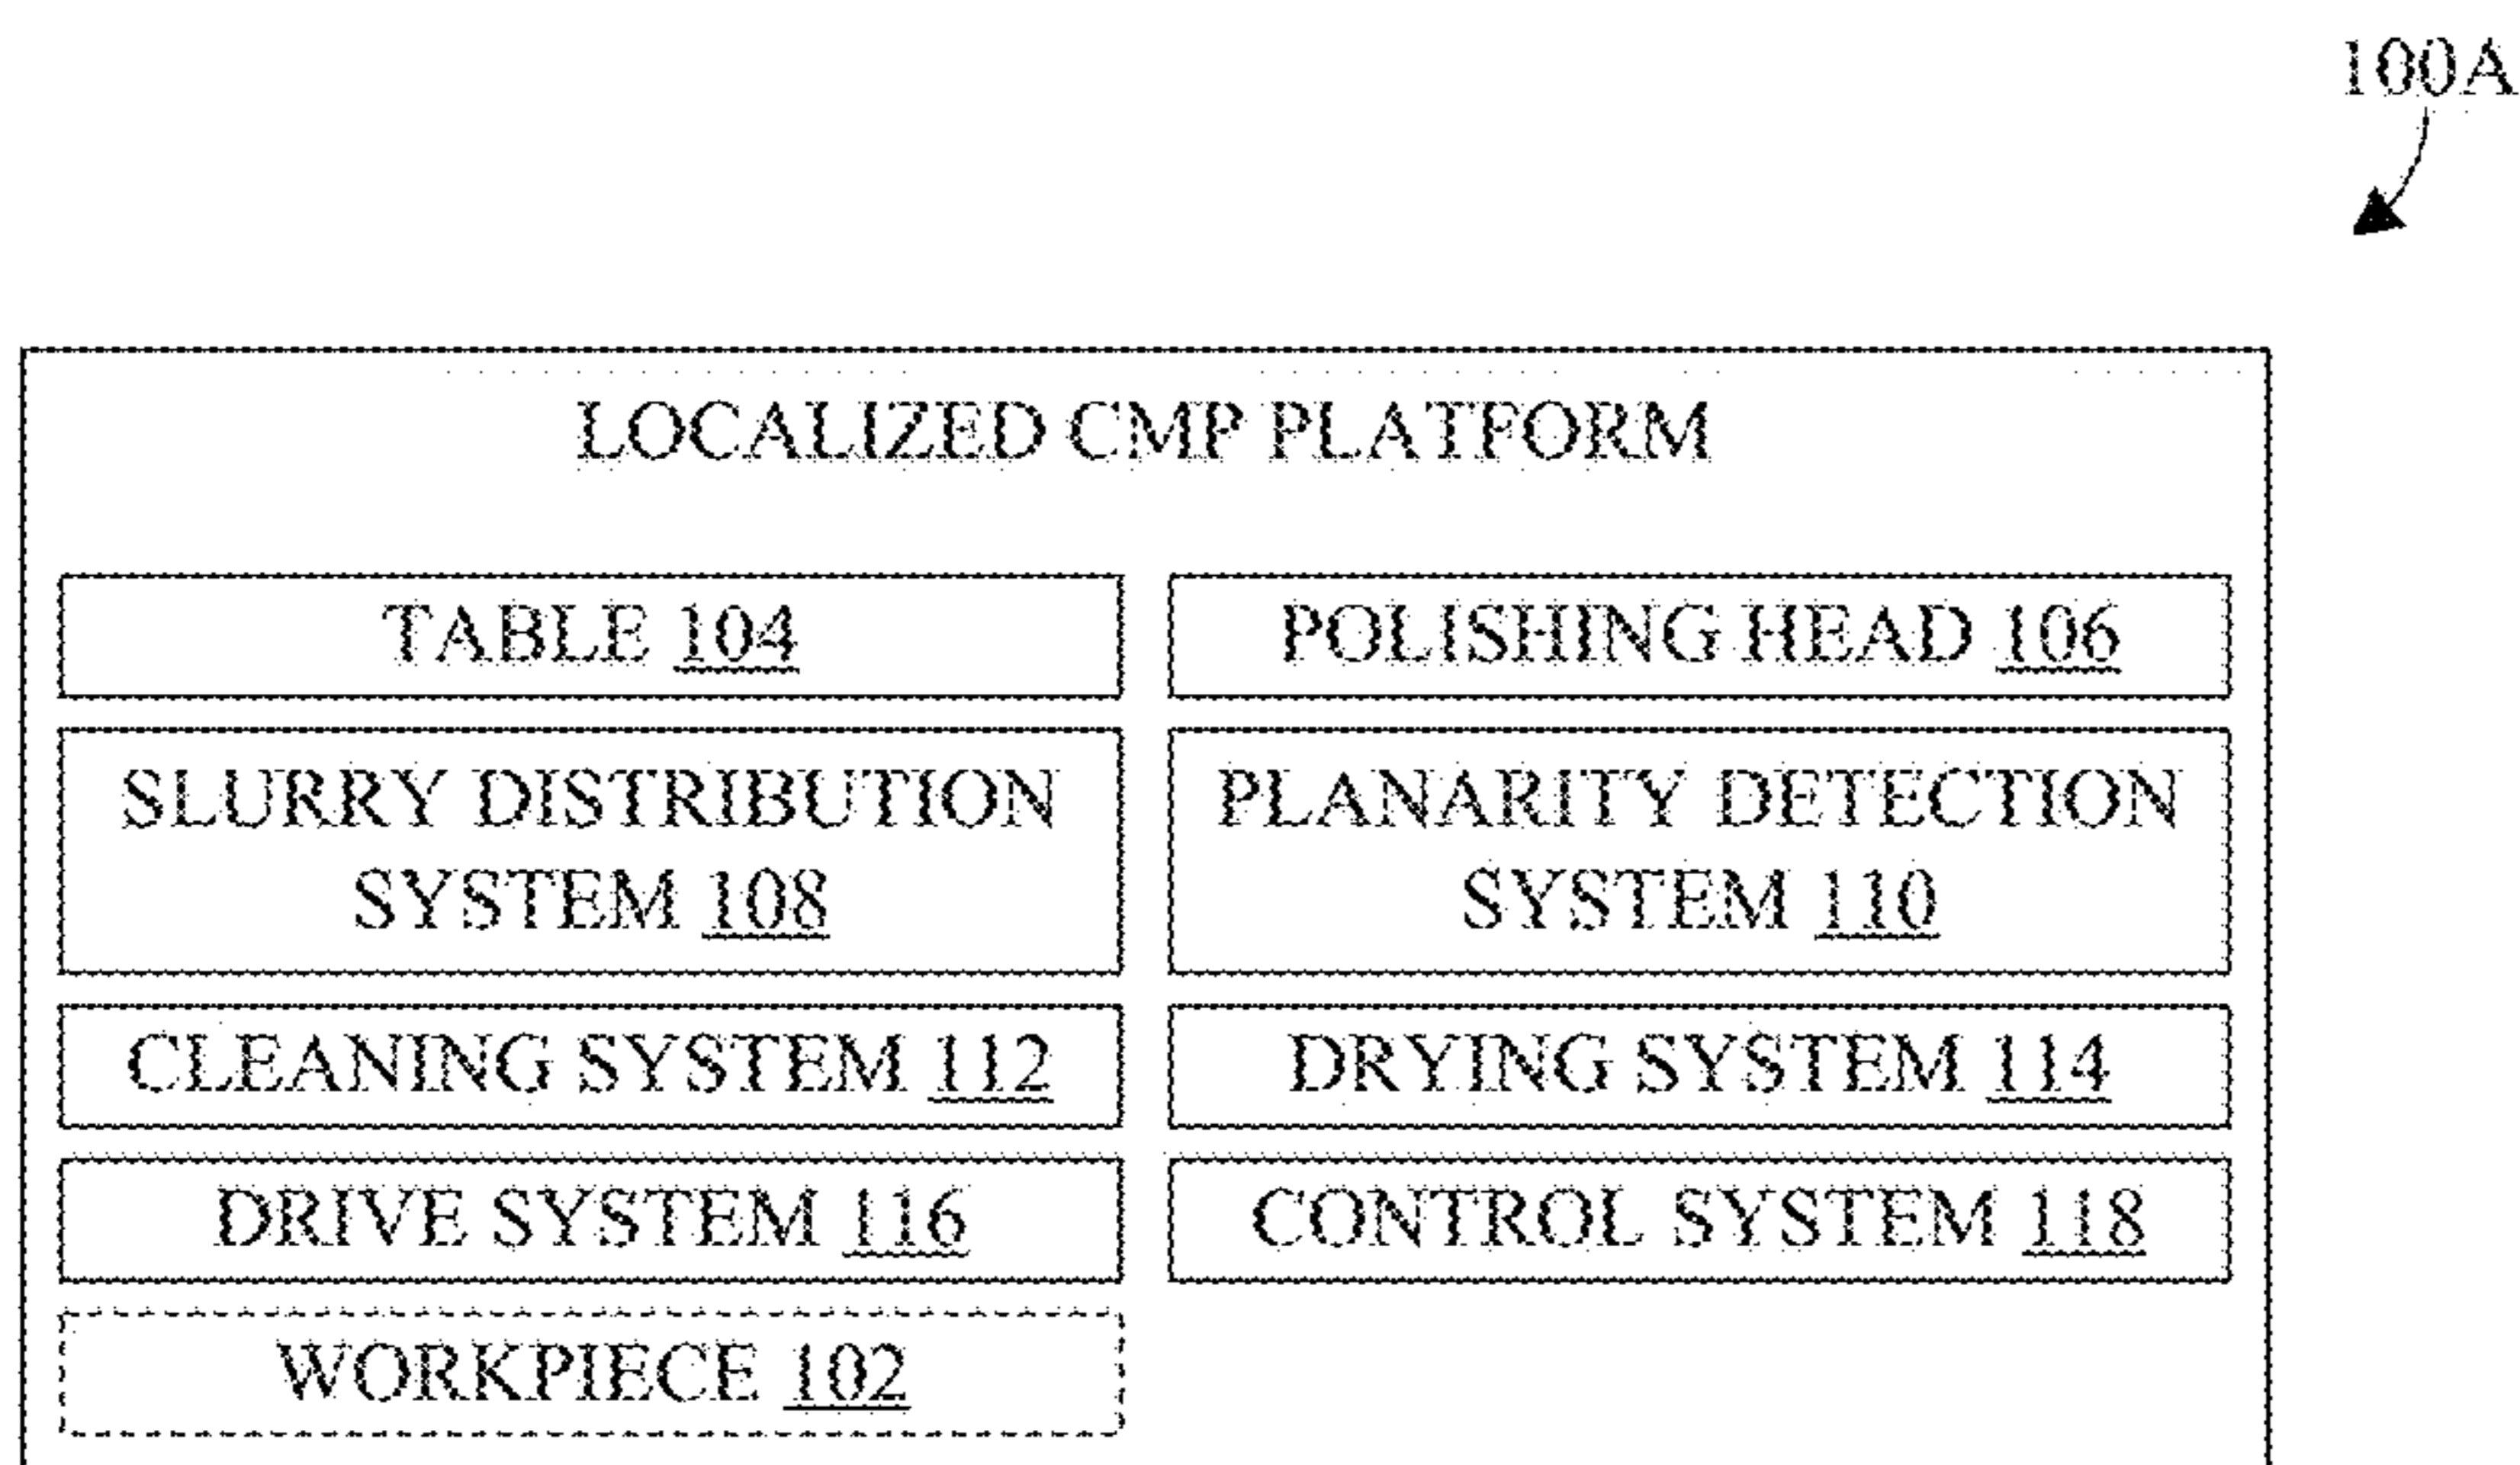 100A
LOCALIZED CMP PLATFORM
TABLE 104
POLISHING HEAD 106
SLURRY DISTRIBUTION
SYSTEM 108
PLANARITY DETECTION
SYSTEM 110
CLEANING SYSTEM 112
DRYING SYSTEM 114
DRIVE SYSTEM 116
CONTROL SYSTEM 118
WORKPIECE 102